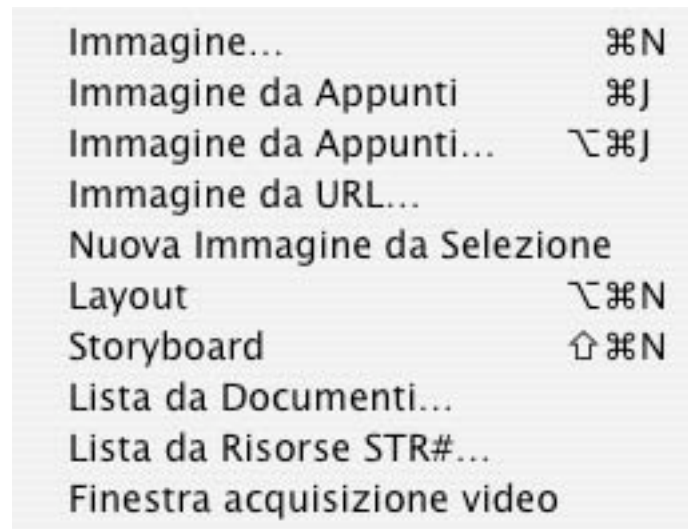 Immagine... ⌘N
Immagine da Appunti ⌘J
Immagine da Appunti... ⌥⌘J
Immagine da URL...
Nuova Immagine da Selezione
Layout ⌥⌘N
Storyboard ⇧⌘N
Lista da Documenti...
Lista da Risorse STR#...
Finestra acquisizione video